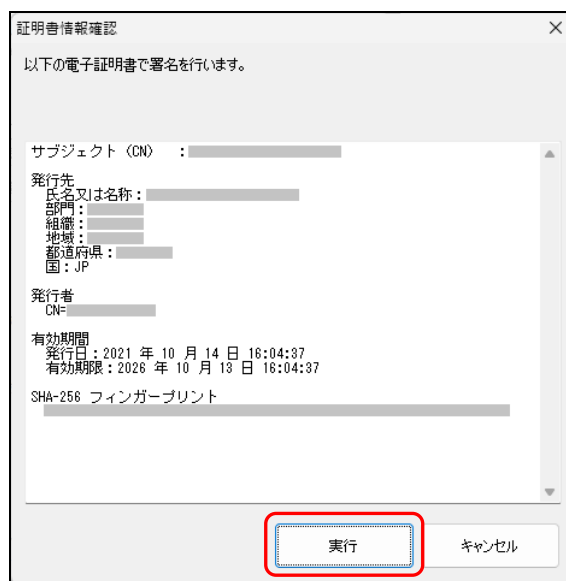 証明書情報確認
以下の電子証明書で署名を行います。
サブジェクト (CN) :
発行先
氏名又は名称:
部門:
組織:
地域:
都道府県:
国:JP
発行者
CN=
有効期間
発行日:2021 年 10 月 14 日 16:04:37
有効期限:2026 年 10 月 13 日 16:04:37
SHA-256 フィンガープリント
実行 キャンセル